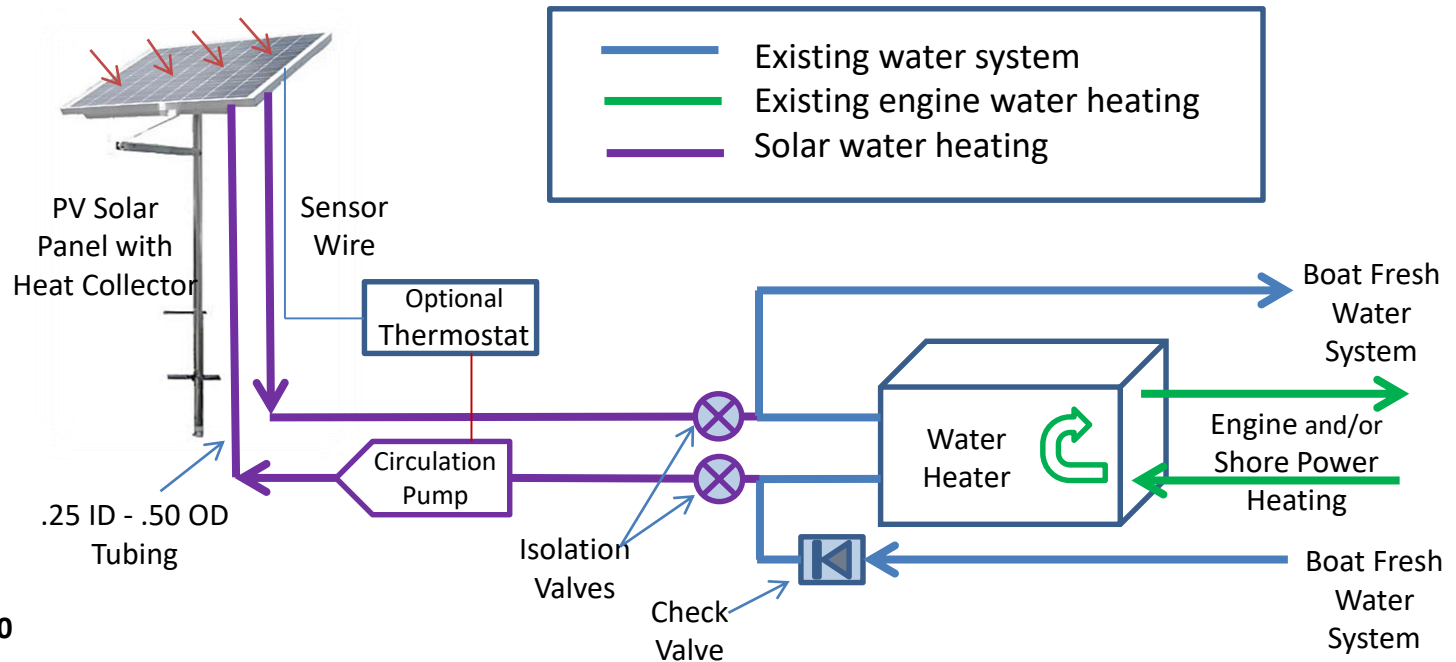 Existing water system
Existing engine water heating
Solar water heating
PV Solar
Panel with
Heat Collector
Sensor
Wire
Optional
Thermostat
Boat Fresh
Water
System
Circulation
Pump
Water
Heater
Engine and/or
Shore Power
Heating
.25 ID - .50 OD
Tubing
Isolation
Valves
Check
Valve
Boat Fresh
Water
System
0